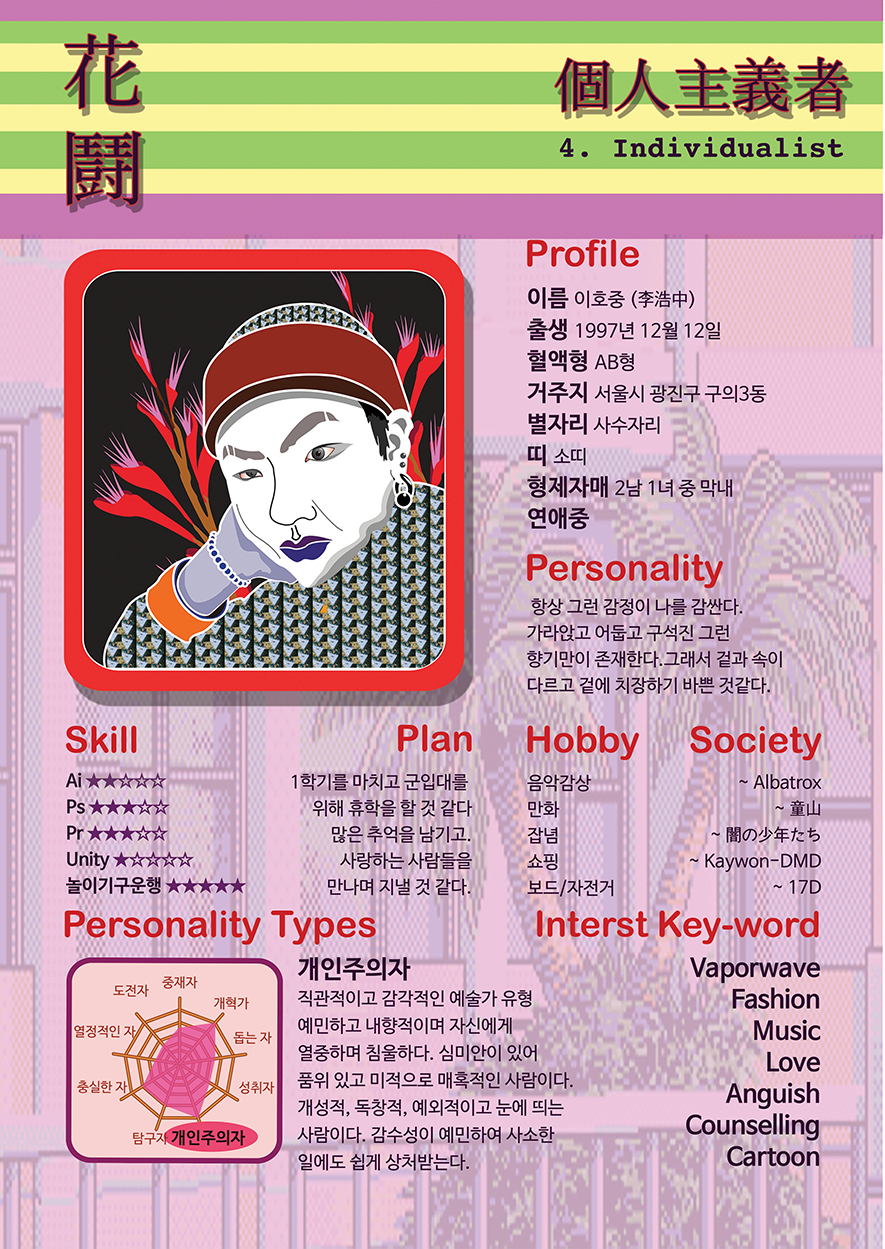 花
鬪
個人主義者
4. Individualist
Profile
이름 이호중 (李浩中)
출생 1997년 12월 12일
혈액형 AB형
거주지 서울시 광진구 구의3동
별자리 사수자리
띠 소띠
형제자매 2남 1녀 중 막내
연애중
Personality
항상 그런 감정이 나를 감싼다.
가라앉고 어둡고 구석진 그런
향기만이 존재한다.그래서 겉과 속이
다르고 겉에 치장하기 바쁜 것같다.
Skill
Ai ★★☆☆☆
Ps ★★★☆☆
Pr ★★★☆☆
Unity ★☆☆☆☆
놀이기구운행 ★★★★★
Plan
1학기를 마치고 군입대를
위해 휴학을 할 것 같다
많은 추억을 남기고.
사랑하는 사람들을
만나며 지낼 것 같다.
Hobby
음악감상
만화
잡념
쇼핑
보드/자전거
Society
~ Albatrox
~ 童山
~ 闇の少年たち
~ Kaywon-DMD
~ 17D
Personality Types
중재자
도전자
개혁가
열정적인 자
돕는 자
충실한 자
성취자
탐구자
개인주의자
개인주의자
직관적이고 감각적인 예술가 유형
예민하고 내향적이며 자신에게
열중하며 침울하다. 심미안이 있어
품위 있고 미적으로 매혹적인 사람이다.
개성적, 독창적, 예외적이고 눈에 띄는
사람이다. 감수성이 예민하여 사소한
일에도 쉽게 상처받는다.
Interst Key-word
Vaporwave
Fashion
Music
Love
Anguish
Counselling
Cartoon